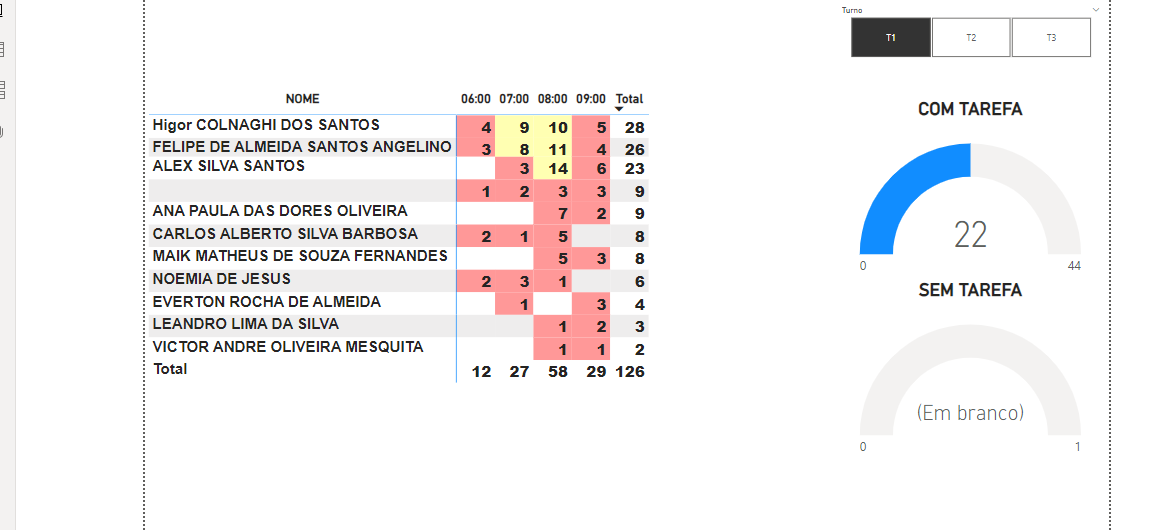 Turno
T1 T2 T3
NOME 06:00 07:00 08:00 09:00 Total
Higor COLNAGHI DOS SANTOS 4 9 10 5 28
FELIPE DE ALMEIDA SANTOS ANGELINO 3 8 11 4 26
ALEX SILVA SANTOS 3 14 6 23
1 2 3 3 9
ANA PAULA DAS DORES OLIVEIRA 7 2 9
CARLOS ALBERTO SILVA BARBOSA 2 1 5 8
MAIK MATHEUS DE SOUZA FERNANDES 5 3 8
NOEMIA DE JESUS 2 3 1 6
EVERTON ROCHA DE ALMEIDA 1 3 4
LEANDRO LIMA DA SILVA 1 2 3
VICTOR ANDRE OLIVEIRA MESQUITA 1 1 2
Total 12 27 58 29 126
COM TAREFA
22
0 44
SEM TAREFA
(Em branco)
0 1